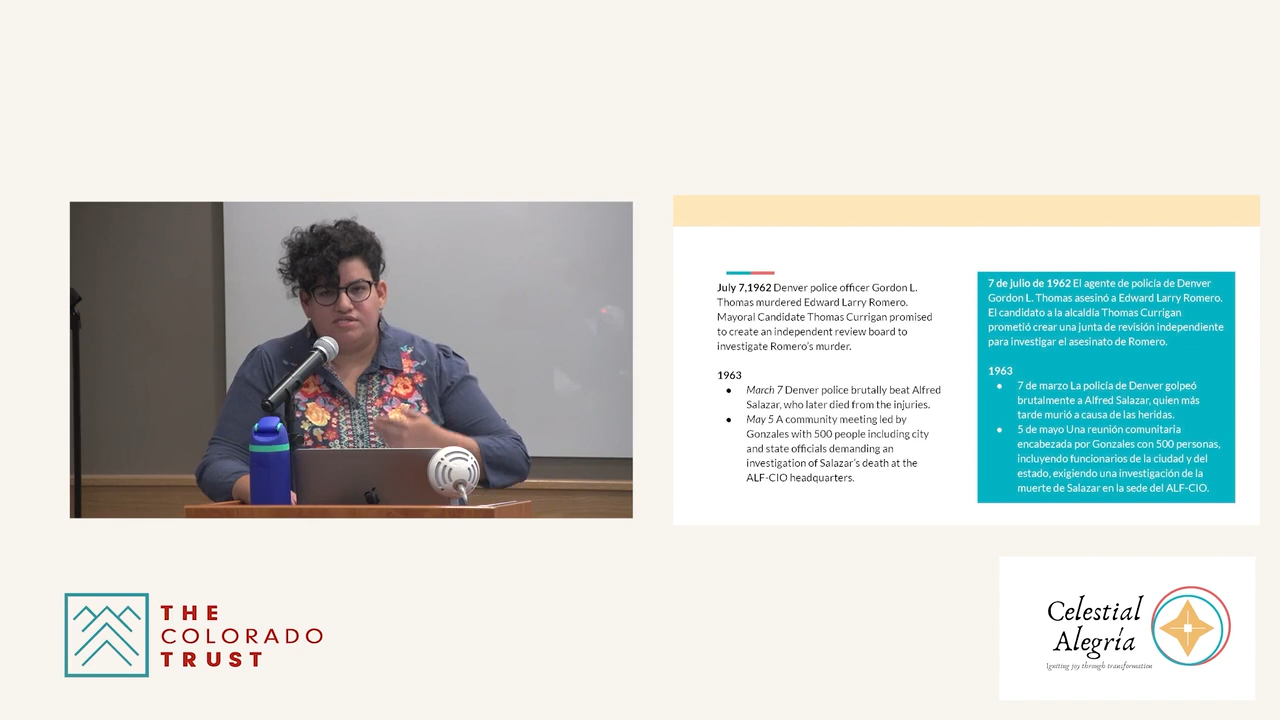 July 7,1962 Denver police officer Gordon L.
Thomas murdered Edward Larry Romero.
Mayoral Candidate Thomas Currigan promised
to create an independent review board to
investigate Romero's murder.
1963
● March 7 Denver police brutally beat Alfred
Salazar, who later died from the injuries.
● May 5 A community meeting led by
Gonzales with 500 people including city
and state officials demanding an
investigation of Salazar's death at the
ALF-CIO headquarters.
7 de julio de 1962 El agente de policía de Denver
Gordon L. Thomas asesinó a Edward Larry Romero.
El candidato a la alcaldía Thomas Currigan
prometió crear una junta de revisión independiente
para investigar el asesinato de Romero.
1963
● 7 de marzo La policía de Denver golpeó
brutalmente a Alfred Salazar, quien más
tarde murió a causa de las heridas.
● 5 de mayo Una reunión comunitaria
encabezada por Gonzales con 500 personas,
incluyendo funcionarios de la ciudad y del
estado, exigiendo una investigación de la
muerte de Salazar en la sede del ALF-CIO.
THE
COLORADO
TRUST
Celestial
Alegría
Igniting joy through transformation